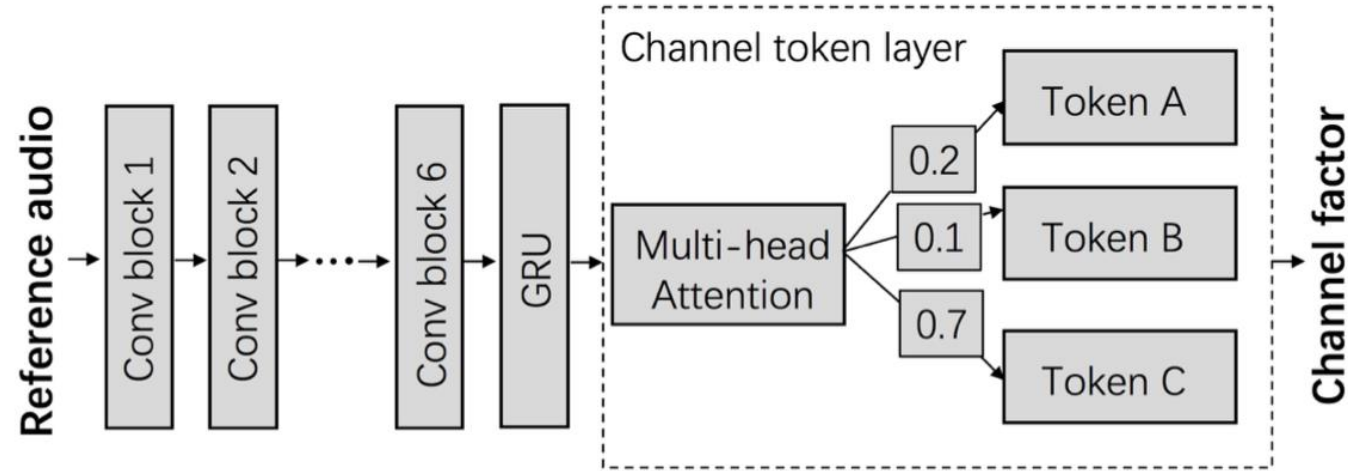 Reference audio
Conv block 1
Conv block 2
...
Conv block 6
GRU
Channel token layer
Multi-head
Attention
0.2
0.1
0.7
Token A
Token B
Token C
Channel factor